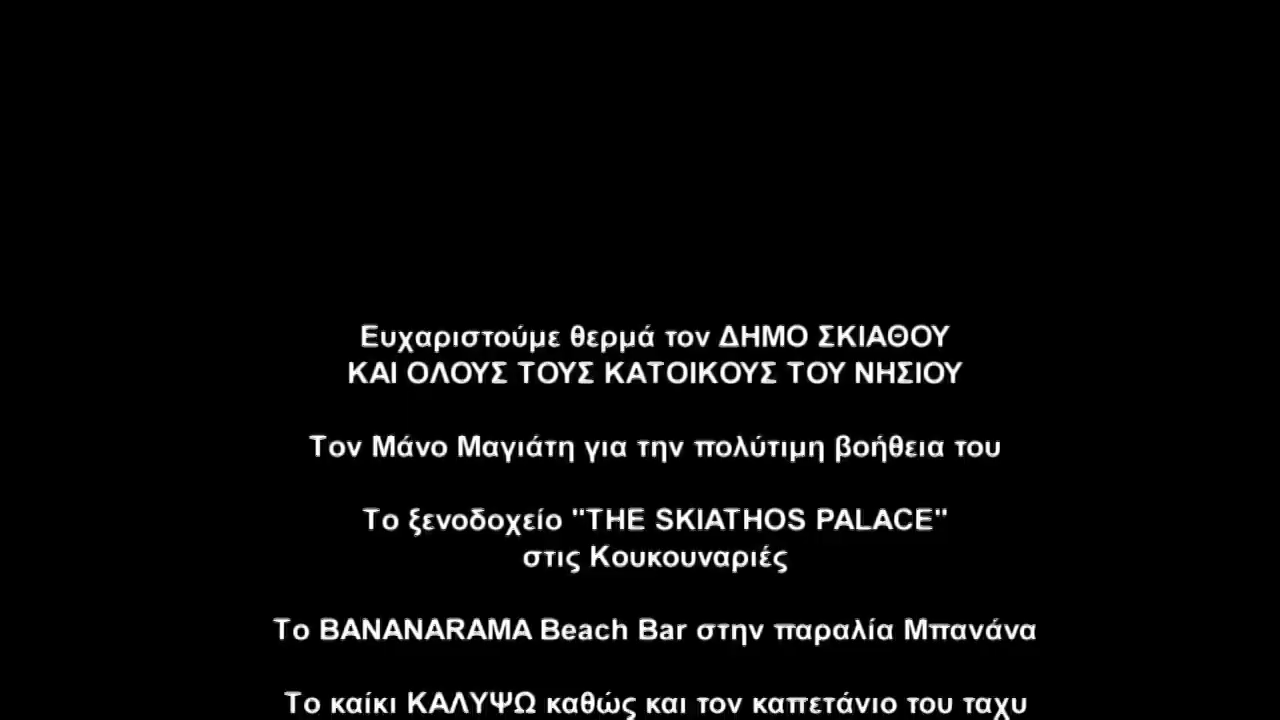 Ευχαριστούμε θερμά τον ΔΗΜΟ ΣΚΙΑΘΟΥ
ΚΑΙ ΟΛΟΥΣ ΤΟΥΣ ΚΑΤΟΙΚΟΥΣ ΤΟΥ ΝΗΣΙΟΥ
Τον Μάνο Μαγιάτη για την πολύτιμη βοήθεια του
Το ξενοδοχείο "THE SKIATHOS PALACE"
στις Κουκουναριές
Το BANANARAMA Beach Bar στην παραλία Μπανάνα
Το καίκι ΚΑΛΥΨΩ καθώς και τον καπετάνιο του ταχυ